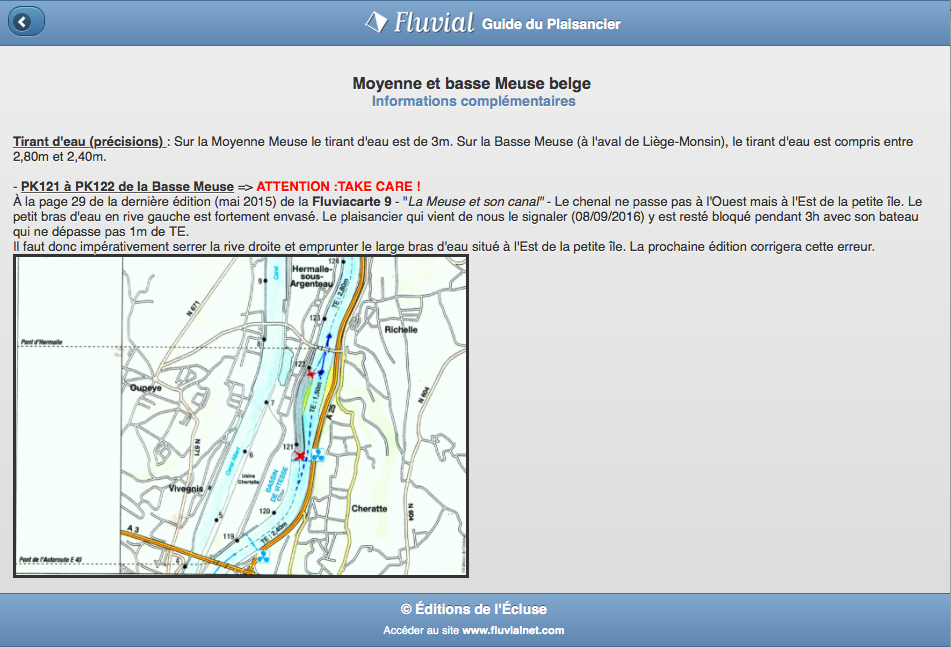 Fluvial Guide du Plaisancier
Moyenne et basse Meuse belge
Informations complémentaires
Tirant d'eau (précisions) : Sur la Moyenne Meuse le tirant d'eau est de 3m. Sur la Basse Meuse (à l'aval de Liège-Monsin), le tirant d'eau est compris entre
2,80m et 2,40m.
- PK121 à PK122 de la Basse Meuse => ATTENTION :TAKE CARE !
À la page 29 de la dernière édition (mai 2015) de la Fluviacarte 9 - "La Meuse et son canal" - Le chenal ne passe pas à l'Ouest mais à l'Est de la petite île. Le
petit bras d'eau en rive gauche est fortement envasé. Le plaisancier qui vient de nous le signaler (08/09/2016) y est resté bloqué pendant 3h avec son bateau
qui ne dépasse pas 1m de TE.
Il faut donc impérativement serrer la rive droite et emprunter le large bras d'eau situé à l'Est de la petite île. La prochaine édition corrigera cette erreur.
124
Hermalle-
sous-
Argenteau
Canal
9
TE : 2,80m
N 671
123
Richelle
Pont d'Hermalle
8
122
Oupeye
TE : 1,50m
N 604
7
A 25
121
N 671
6
Canal Albert
Usine
Chertalle
BASSIN
DE VITESSE
Vivegnis
120
Cheratte
N 604
5
A 3
119
TE : 2,40m
Pont de l'Autoroute E 40
4
© Éditions de l'Écluse
Accéder au site www.fluvialnet.com